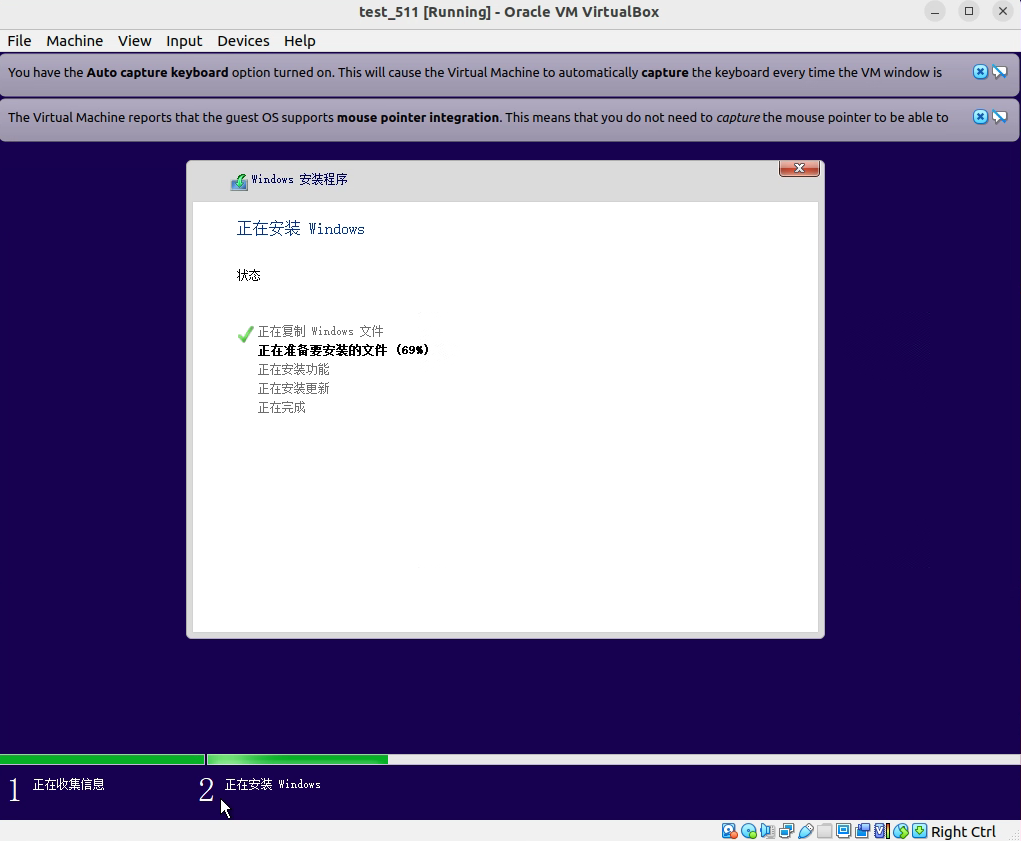 test_511 [Running] - Oracle VM VirtualBox
File Machine View Input Devices Help
You have the Auto capture keyboard option turned on. This will cause the Virtual Machine to automatically capture the keyboard every time the VM window is
The Virtual Machine reports that the guest OS supports mouse pointer integration. This means that you do not need to capture the mouse pointer to be able to
Windows 安装程序
正在安装 Windows
状态
正在复制 Windows 文件
正在准备要安装的文件 (69%)
正在安装功能
正在安装更新
正在完成
1 正在收集信息 2 正在安装 Windows
Right Ctrl